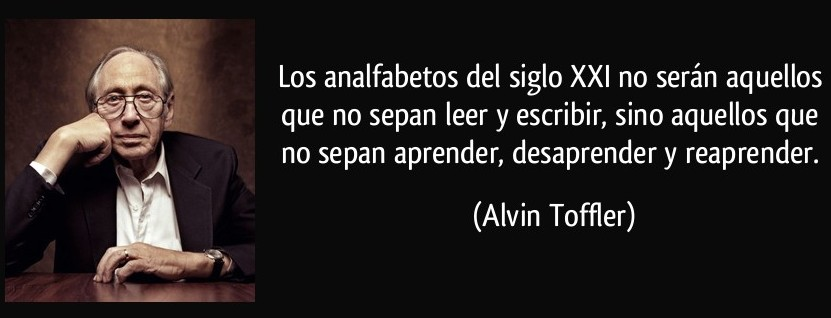 Los analfabetos del siglo XXI no serán aquellos
que no sepan leer y escribir, sino aquellos que
no sepan aprender, desaprender y reaprender.
(Alvin Toffler)